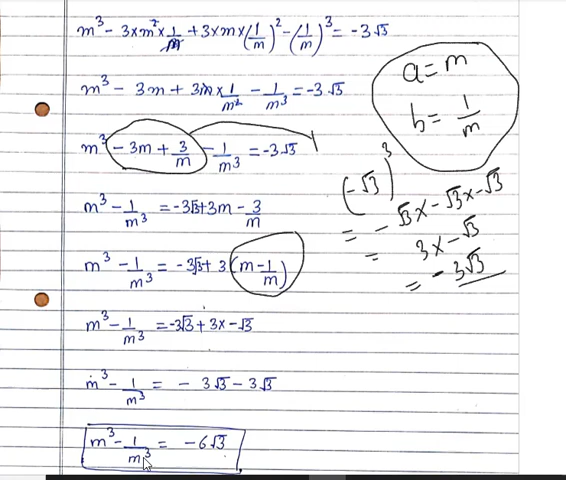 m³ - 3×m²×1/m + 3×m×(1/m)² - (1/m)³ = -3√3
m³ - 3m + 3m×1/m² - 1/m³ = -3√3
m³ - 3m + 3/m - 1/m³ = -3√3
m³ - 1/m³ = -3√3+3m - 3/m
m³ - 1/m³ = -3√3 + 3(m - 1/m)
m³ - 1/m³ = -3√3 + 3×-√3
m³ - 1/m³ = - 3√3 - 3√3
m³ - 1/m³ = -6√3
a = m
b = 1/m
(-√3)³
= -√3×-√3×-√3
= 3×-√3
= -3√3